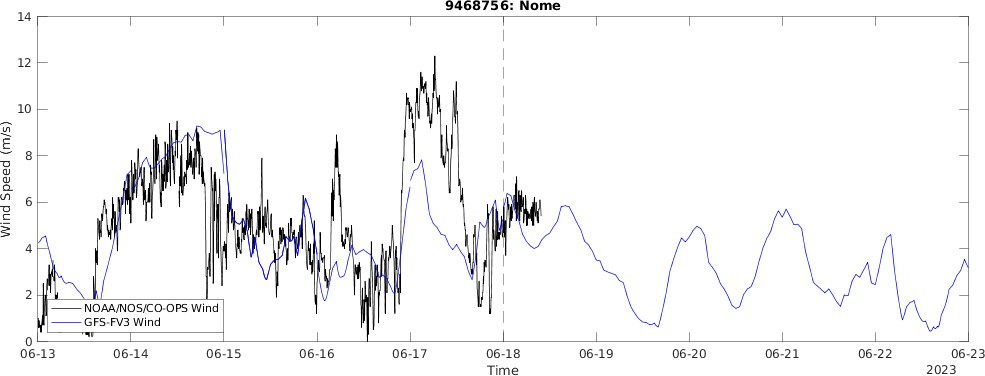 9468756: Nome
Wind Speed (m/s)
14
12
10
8
6
4
2
0
NOAA/NOS/CO-OPS Wind
GFS-FV3 Wind
06-13 06-14 06-15 06-16 06-17 06-18 06-19 06-20 06-21 06-22 06-23
Time
2023